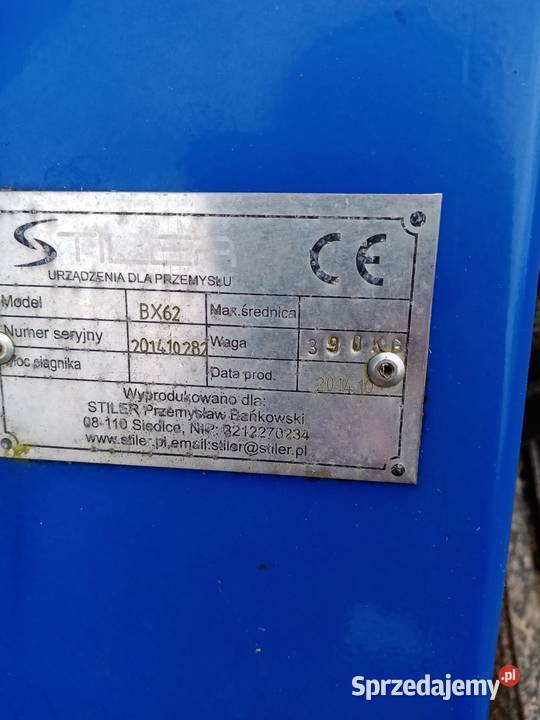 STILER CE
URZĄDZENIA DLA PRZEMYSŁU
Model BX62 Max.średnica
Numer seryjny 201410282 Waga 390KG
Moc ciągnika Data prod. 2014.10
Wyprodukowano dla:
STILER Przemysław Bańkowski
08-110 Siedlce, NIP: 8212270234
www.stiler.pl,email:stiler@stiler.pl
Sprzedajemy.pl